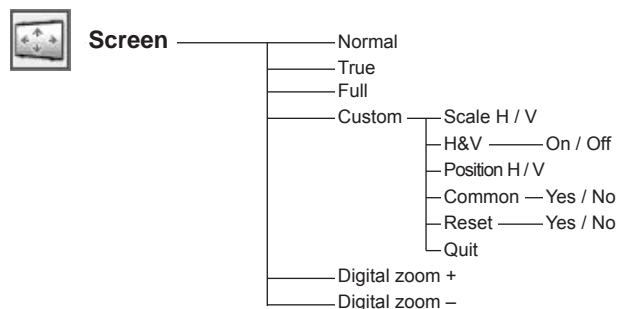 Screen Normal
True
Full
Custom Scale H / V
H&V On / Off
Position H / V
Common Yes / No
Reset Yes / No
Quit
Digital zoom +
Digital zoom –